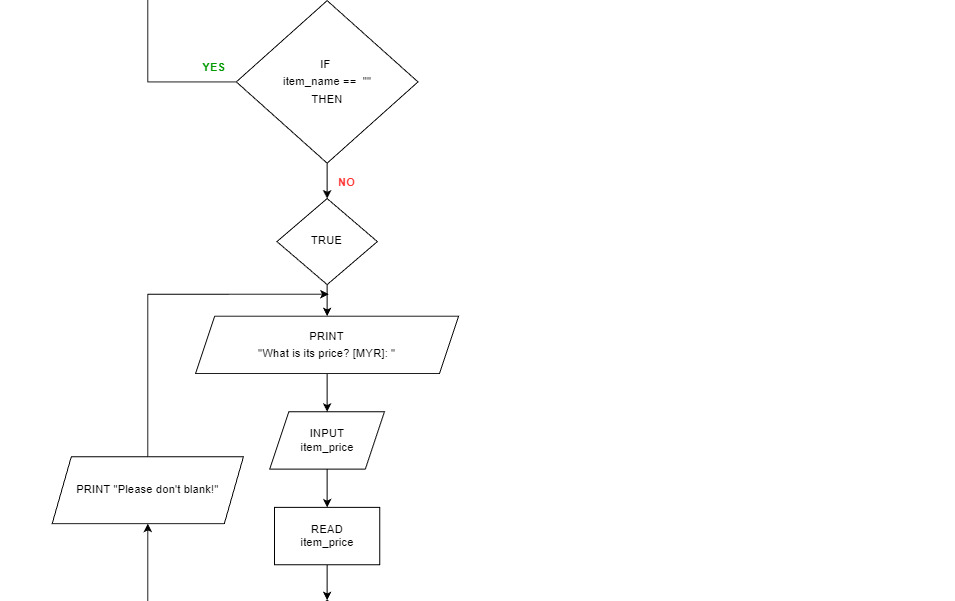 IF
YES
item_name ==  ""
THEN
NO
TRUE
PRINT
"What is its price? [MYR]: "
INPUT
item_price
PRINT "Please don't blank!"
READ
item_price